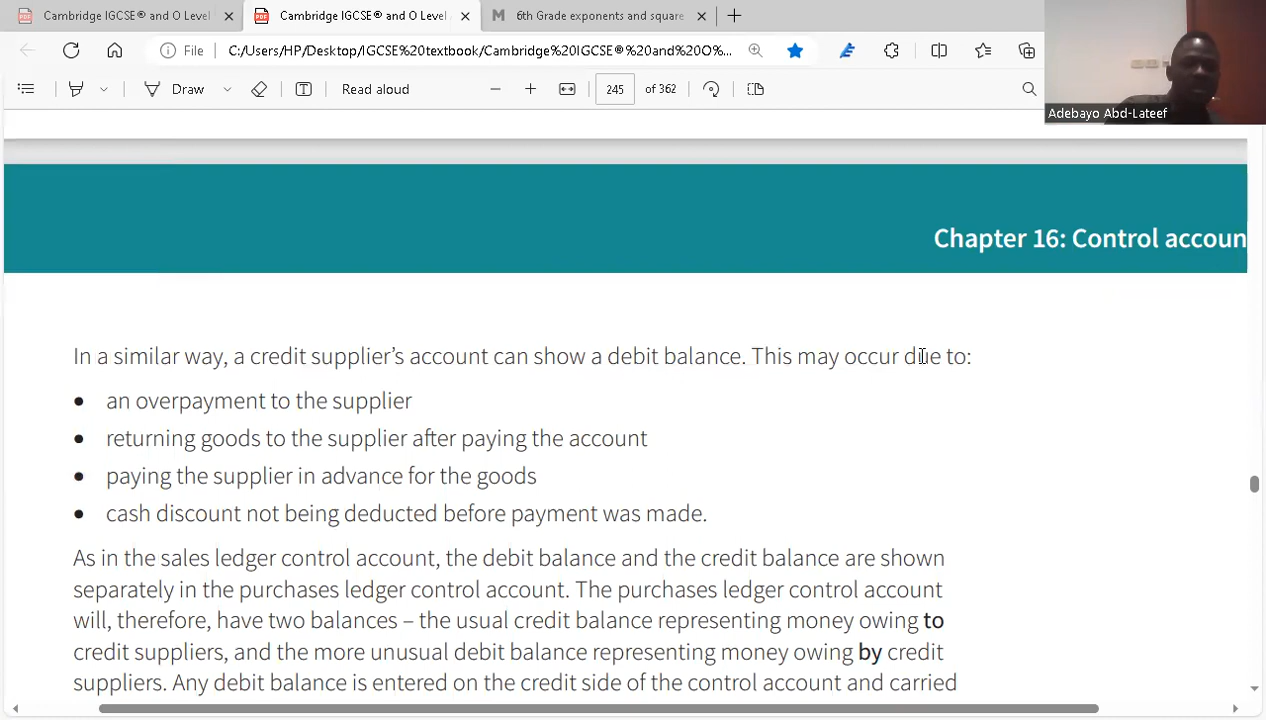 Cambridge IGCSE® and O Level
Cambridge IGCSE® and O Level
6th Grade exponents and square
File
C:/Users/HP/Desktop/IGCSE%20textbook/Cambridge%20IGCSE®%20and%20O%...
Draw
Read aloud
245
of 362
Adebayo Abd-Lateef
Chapter 16: Control accoun
In a similar way, a credit supplier’s account can show a debit balance. This may occur due to:
• an overpayment to the supplier
• returning goods to the supplier after paying the account
• paying the supplier in advance for the goods
• cash discount not being deducted before payment was made.
As in the sales ledger control account, the debit balance and the credit balance are shown
separately in the purchases ledger control account. The purchases ledger control account
will, therefore, have two balances – the usual credit balance representing money owing to
credit suppliers, and the more unusual debit balance representing money owing by credit
suppliers. Any debit balance is entered on the credit side of the control account and carried